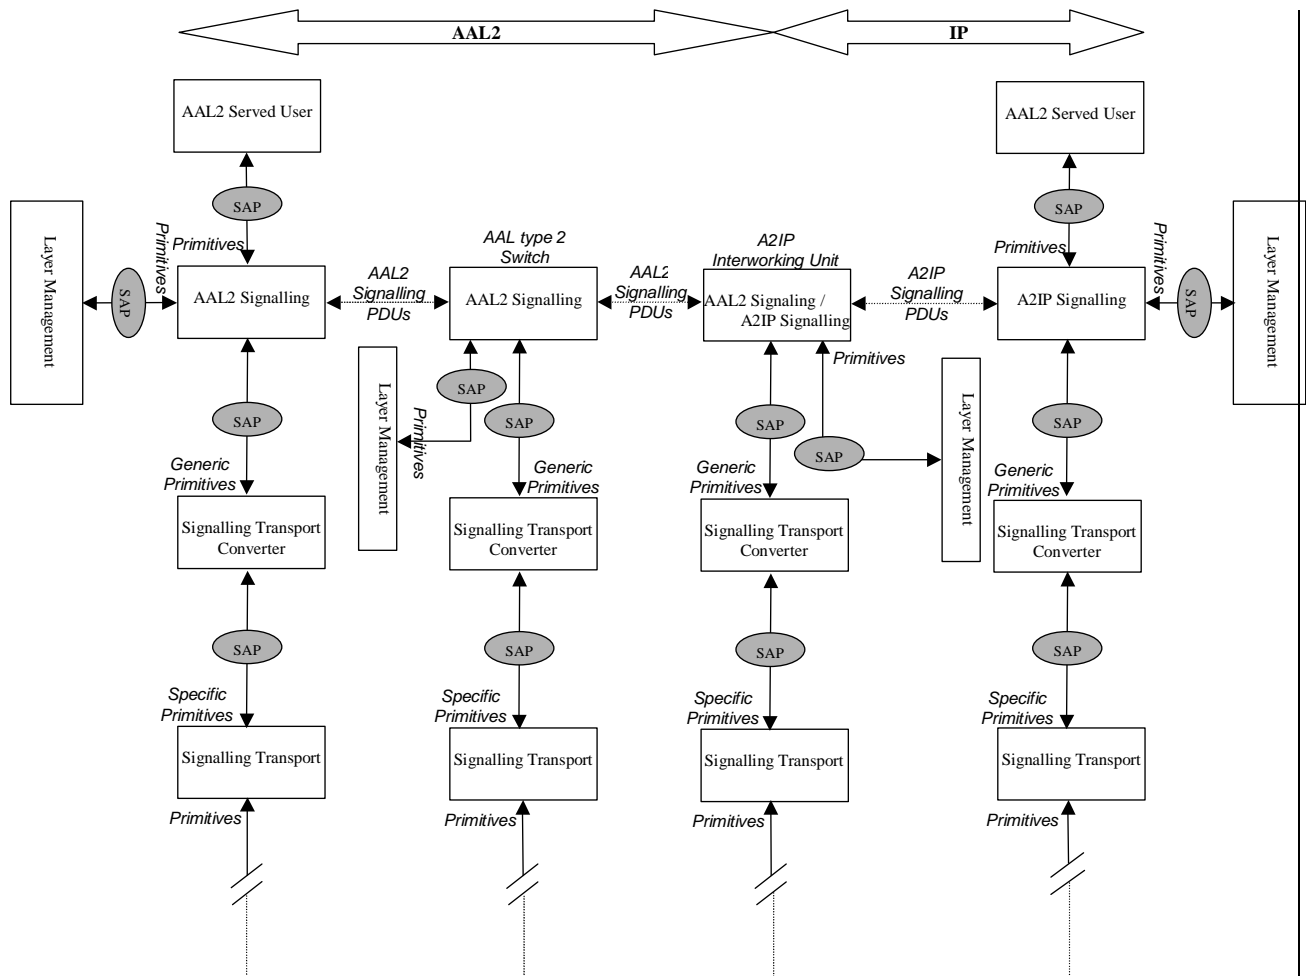 AAL2
IP
AAL2 Served User
AAL2 Served User
SAP
SAP
Primitives
Primitives
Primitives
Primitives
Layer Management
SAP
AAL2 Signalling
AAL2
Signalling
PDUs
AAL type 2
Switch
AAL2 Signalling
AAL2
Signalling
PDUs
A2IP
Interworking Unit
AAL2 Signaling /
A2IP Signalling
A2IP
Signalling
PDUs
A2IP Signalling
SAP
Layer Management
SAP
Layer Management
SAP
Primitives
SAP
SAP
Primitives
SAP
Layer Management
SAP
Generic
Primitives
Generic
Primitives
Generic
Primitives
Generic
Primitives
Signalling Transport
Converter
Signalling Transport
Converter
Signalling Transport
Converter
Signalling Transport
Converter
SAP
SAP
SAP
SAP
Specific
Primitives
Specific
Primitives
Specific
Primitives
Specific
Primitives
Signalling Transport
Signalling Transport
Signalling Transport
Signalling Transport
Primitives
Primitives
Primitives
Primitives